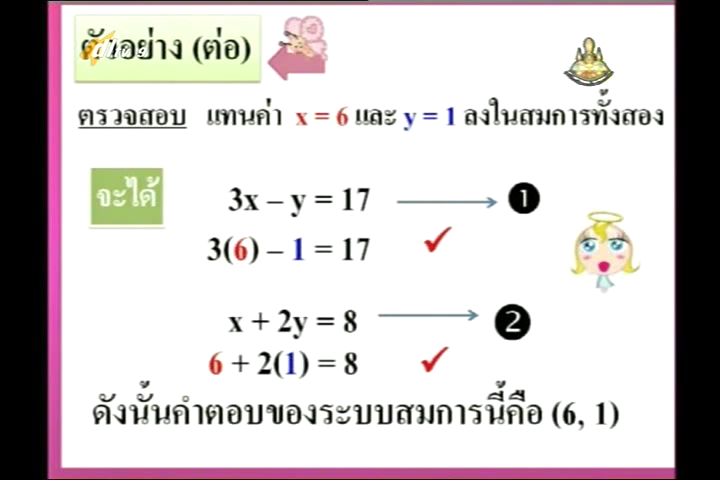 ตัวอย่าง (ต่อ)
ตรวจสอบ แทนค่า x = 6 และ y = 1 ลงในสมการทั้งสอง
จะได้
3x – y = 17 1
3(6) – 1 = 17 ✓
x + 2y = 8 2
6 + 2(1) = 8 ✓
ดังนั้นคำตอบของระบบสมการนี้คือ (6, 1)